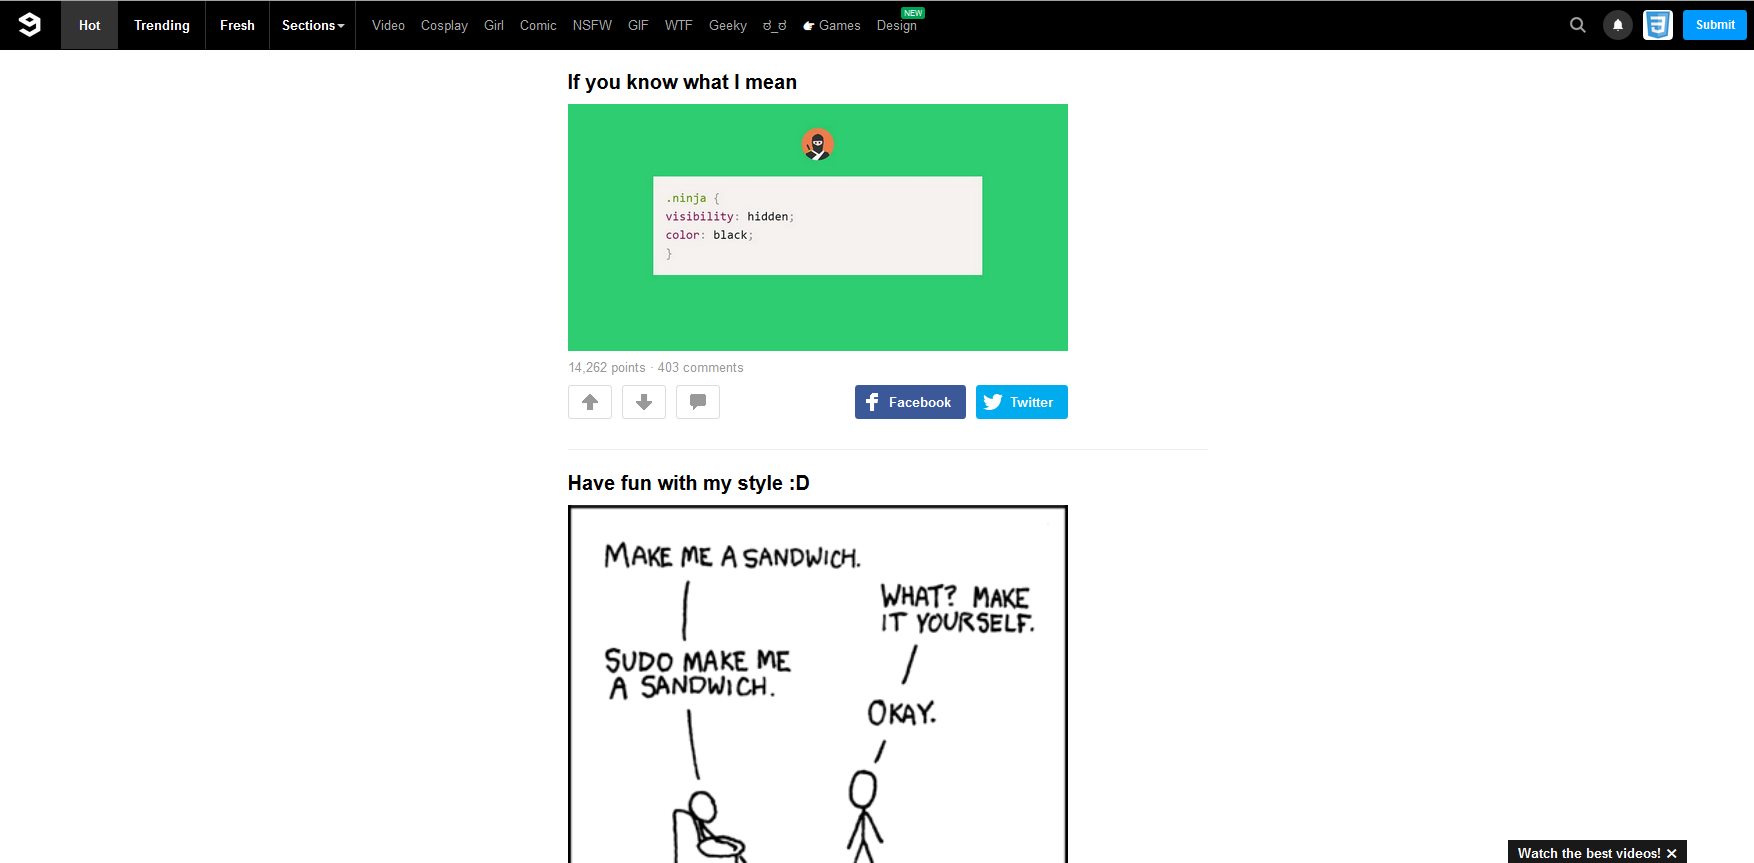 Hot Trending Fresh Sections Video Cosplay Girl Comic NSFW GIF WTF Geeky ಠ_ಠ Games Design NEW Submit
If you know what I mean
.ninja {
visibility: hidden;
color: black;
}
14,262 points · 403 comments
Facebook Twitter
Have fun with my style :D
MAKE ME A SANDWICH.
WHAT? MAKE
IT YOURSELF.
SUDO MAKE ME
A SANDWICH.
OKAY.
Watch the best videos! ×